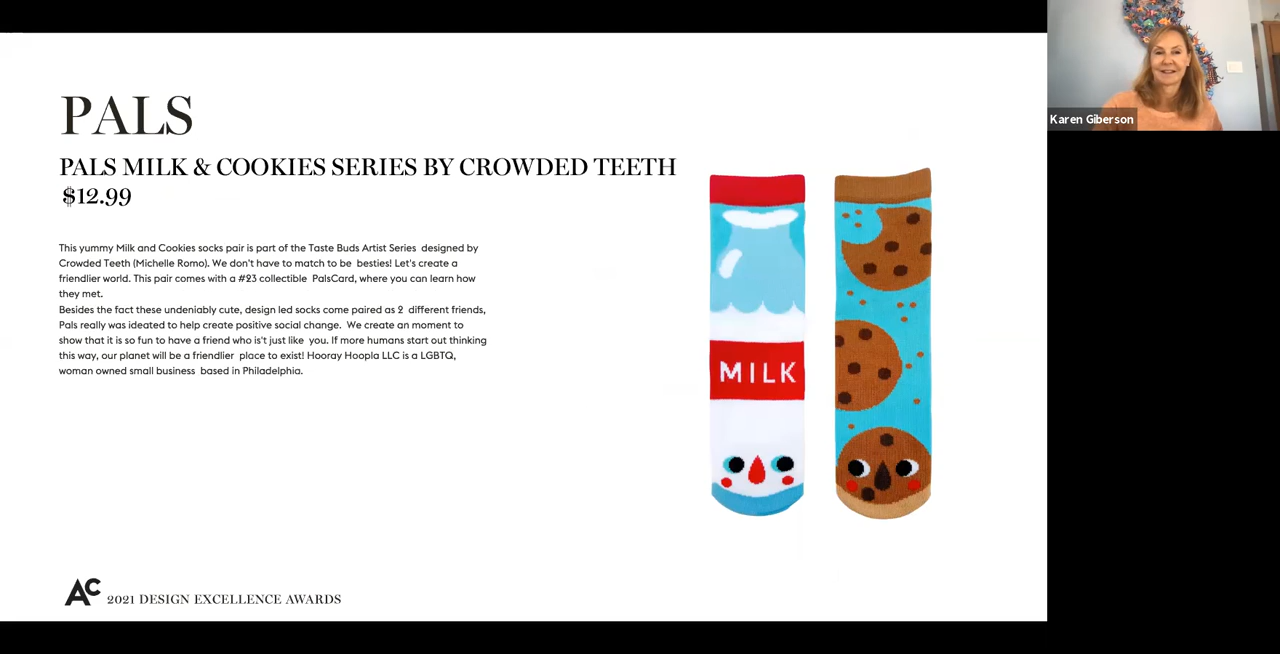 PALS
PALS MILK & COOKIES SERIES BY CROWDED TEETH
$12.99
This yummy Milk and Cookies socks pair is part of the Taste Buds Artist Series designed by
Crowded Teeth (Michelle Romo). We don't have to match to be besties! Let's create a
friendlier world. This pair comes with a #23 collectible PalsCard, where you can learn how
they met.
Besides the fact these undeniably cute, design led socks come paired as 2 different friends,
Pals really was ideated to help create positive social change. We create an moment to
show that it is so fun to have a friend who is't just like you. If more humans start out thinking
this way, our planet will be a friendlier place to exist! Hooray Hoopla LLC is a LGBTQ,
woman owned small business based in Philadelphia.
MILK
AC 2021 DESIGN EXCELLENCE AWARDS
Karen Giberson